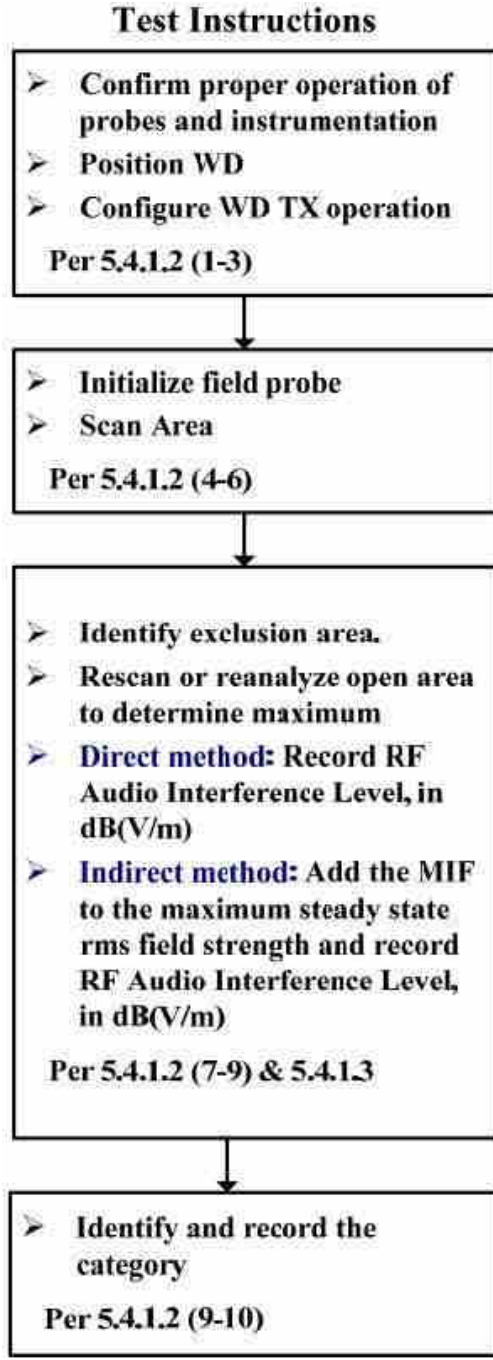 Test Instructions
➢ Confirm proper operation of
probes and instrumentation
➢ Position WD
➢ Configure WD TX operation
Per 5.4.1.2 (1-3)
➢ Initialize field probe
➢ Scan Area
Per 5.4.1.2 (4-6)
➢ Identify exclusion area.
➢ Rescan or reanalyze open area
to determine maximum
➢ Direct method: Record RF
Audio Interference Level, in
dB(V/m)
➢ Indirect method: Add the MIF
to the maximum steady state
rms field strength and record
RF Audio Interference Level,
in dB(V/m)
Per 5.4.1.2 (7-9) & 5.4.1.3
➢ Identify and record the
category
Per 5.4.1.2 (9-10)